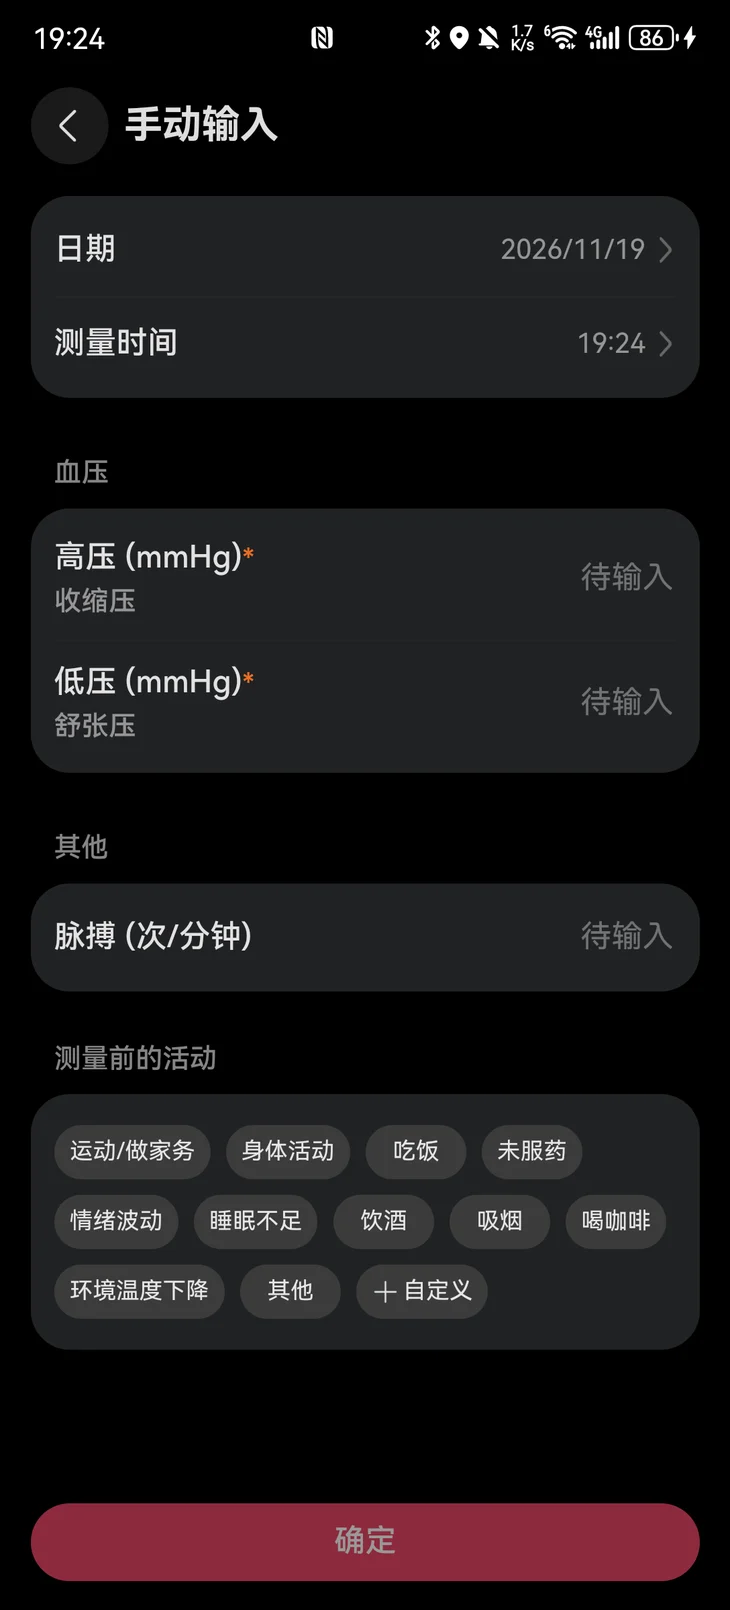 19:24 1.7 K/s 6 4G 86
手动输入
日期 2026/11/19
测量时间 19:24
血压
高压 (mmHg)*
收缩压
待输入
低压 (mmHg)*
舒张压
待输入
其他
脉搏 (次/分钟) 待输入
测量前的活动
运动/做家务 身体活动 吃饭 未服药
情绪波动 睡眠不足 饮酒 吸烟 喝咖啡
环境温度下降 其他 +自定义
确定